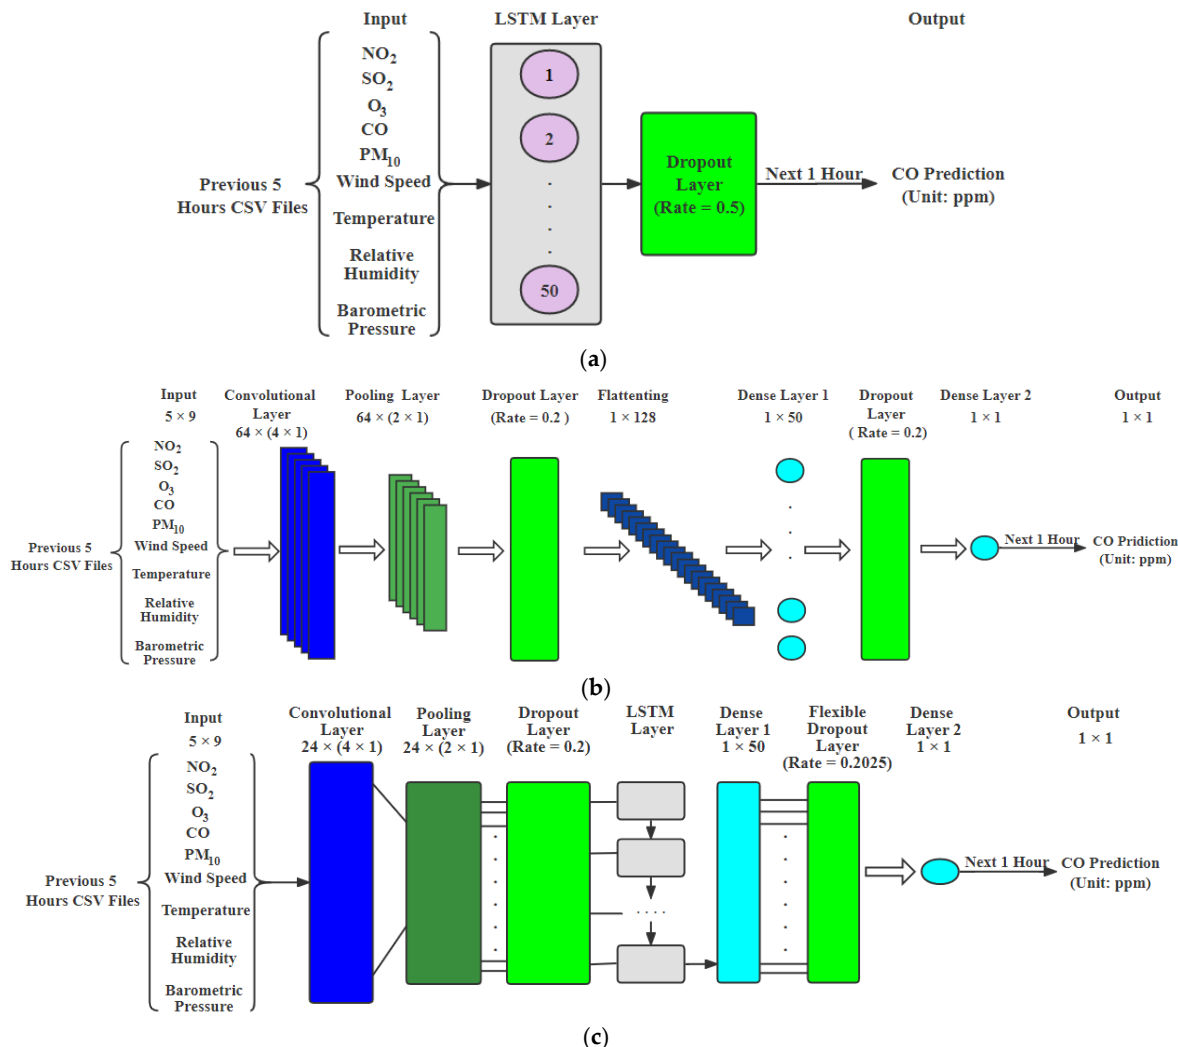 Input
LSTM Layer
Output
NO2
SO2
O3
CO
PM10
Wind Speed
Temperature
Relative
Humidity
Barometric
Pressure
Previous 5
Hours CSV Files
1
2
50
Dropout
Layer
(Rate = 0.5)
Next 1 Hour
CO Prediction
(Unit: ppm)
(a)
Input
5 × 9
Convolutional
Layer
64 × (4 × 1)
Pooling Layer
64 × (2 × 1)
Dropout Layer
(Rate = 0.2 )
Flattenting
1 × 128
Dense Layer 1
1 × 50
Dropout
Layer
( Rate = 0.2)
Dense Layer 2
1 × 1
Output
1 × 1
NO2
SO2
O3
CO
PM10
Wind Speed
Temperature
Relative
Humidity
Barometric
Pressure
Previous 5
Hours CSV Files
Next 1 Hour
CO Pridiction
(Unit: ppm)
(b)
Input
5 × 9
Convolutional
Layer
24 × (4 × 1)
Pooling
Layer
24 × (2 × 1)
Dropout
Layer
(Rate = 0.2)
LSTM
Layer
Dense
Layer 1
1 × 50
Flexible
Dropout
Layer
(Rate = 0.2025)
Dense
Layer 2
1 × 1
Output
1 × 1
NO2
SO2
O3
CO
PM10
Wind Speed
Temperature
Relative
Humidity
Barometric
Pressure
Previous 5
Hours CSV Files
Next 1 Hour
CO Prediction
(Unit: ppm)
(c)